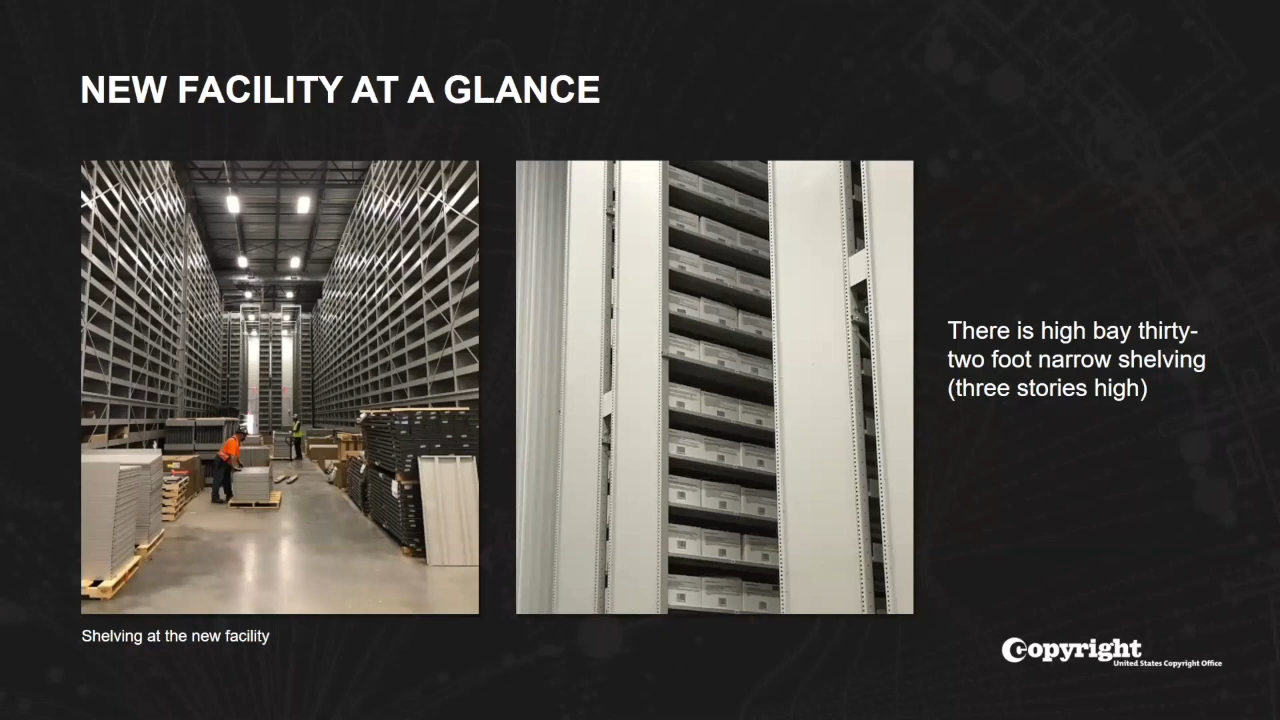 NEW FACILITY AT A GLANCE
There is high bay thirty-
two foot narrow shelving
(three stories high)
Shelving at the new facility
Copyright
United States Copyright Office